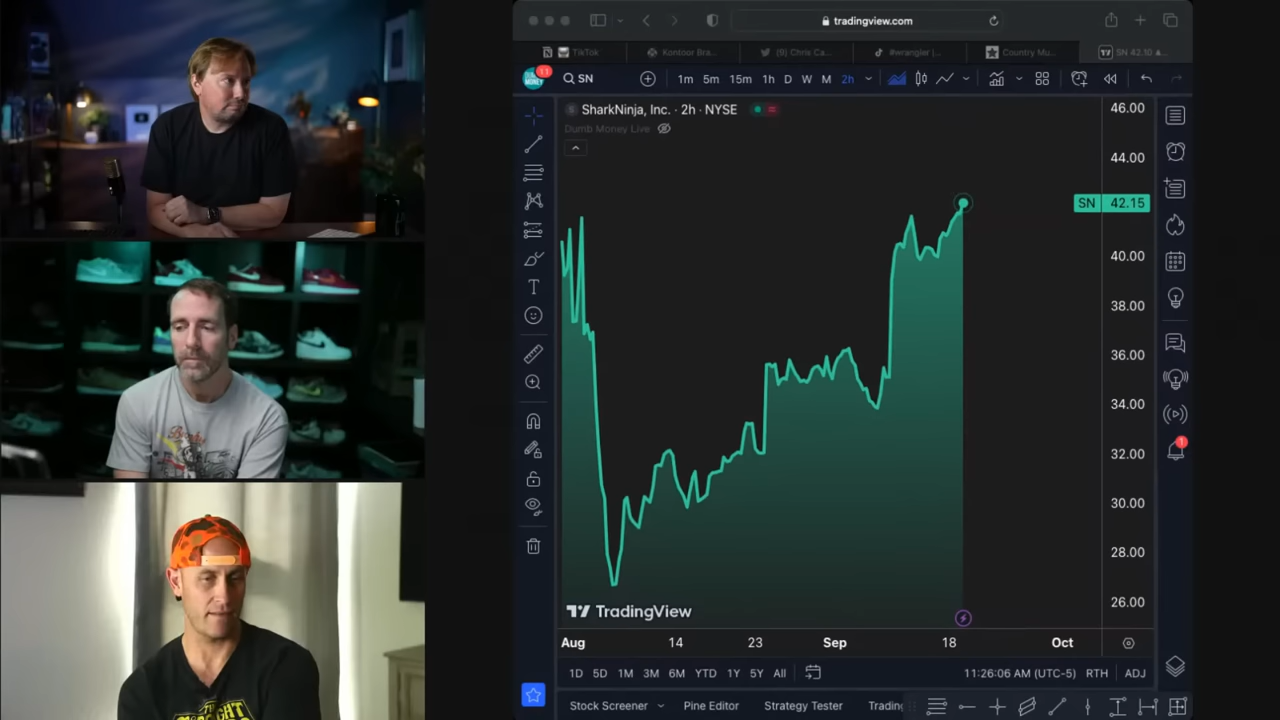 tradingview.com
TikTok
Kontoor Bra...
(9) Chris Ca...
#wrangler |...
Country Mu...
SN 42.10 ▲...
11
SN
1m 5m 15m 1h D W M 2h
SharkNinja, Inc. · 2h · NYSE
Dumb Money Live
46.00
44.00
SN 42.15
40.00
38.00
36.00
34.00
32.00
30.00
28.00
26.00
1
TradingView
Aug 14 23 Sep 18 Oct
1D 5D 1M 3M 6M YTD 1Y 5Y All
11:26:06 AM (UTC-5) RTH ADJ
Stock Screener Pine Editor Strategy Tester Trading